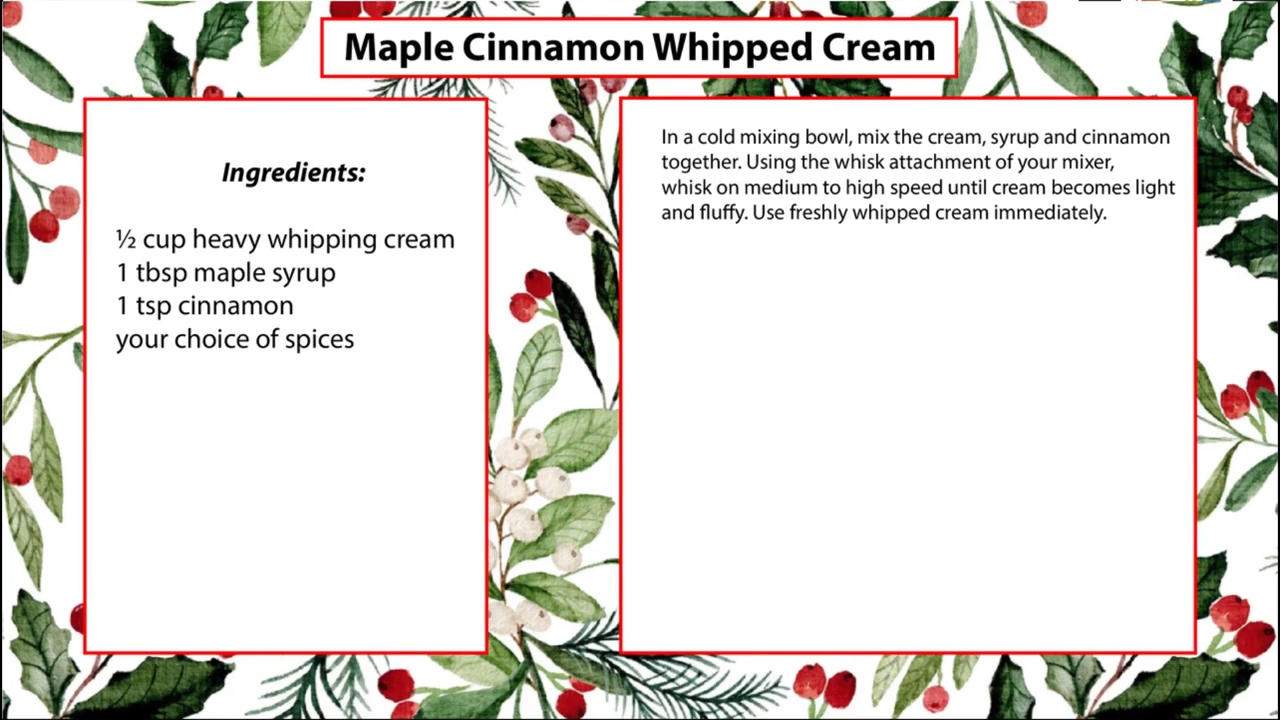 Maple Cinnamon Whipped Cream
Ingredients:
½ cup heavy whipping cream
1 tbsp maple syrup
1 tsp cinnamon
your choice of spices
In a cold mixing bowl, mix the cream, syrup and cinnamon
together. Using the whisk attachment of your mixer,
whisk on medium to high speed until cream becomes light
and fluffy. Use freshly whipped cream immediately.